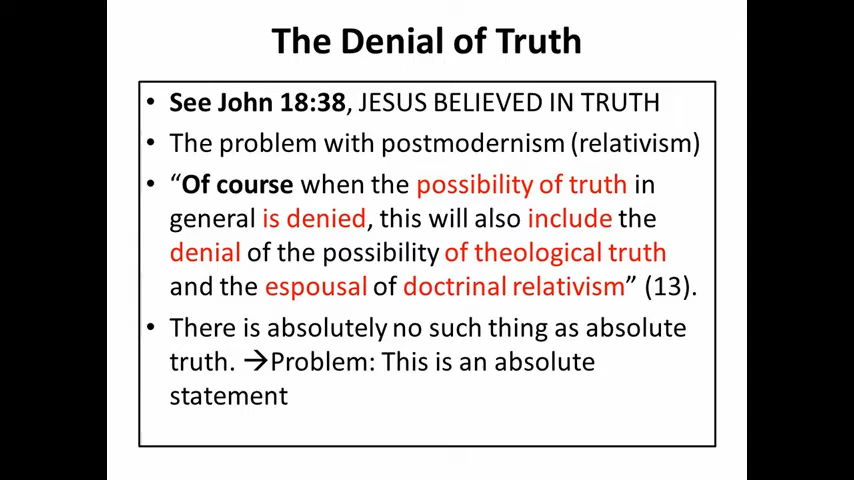 The Denial of Truth
• See John 18:38, JESUS BELIEVED IN TRUTH
• The problem with postmodernism (relativism)
• “Of course when the possibility of truth in
general is denied, this will also include the
denial of the possibility of theological truth
and the espousal of doctrinal relativism” (13).
• There is absolutely no such thing as absolute
truth. →Problem: This is an absolute
statement